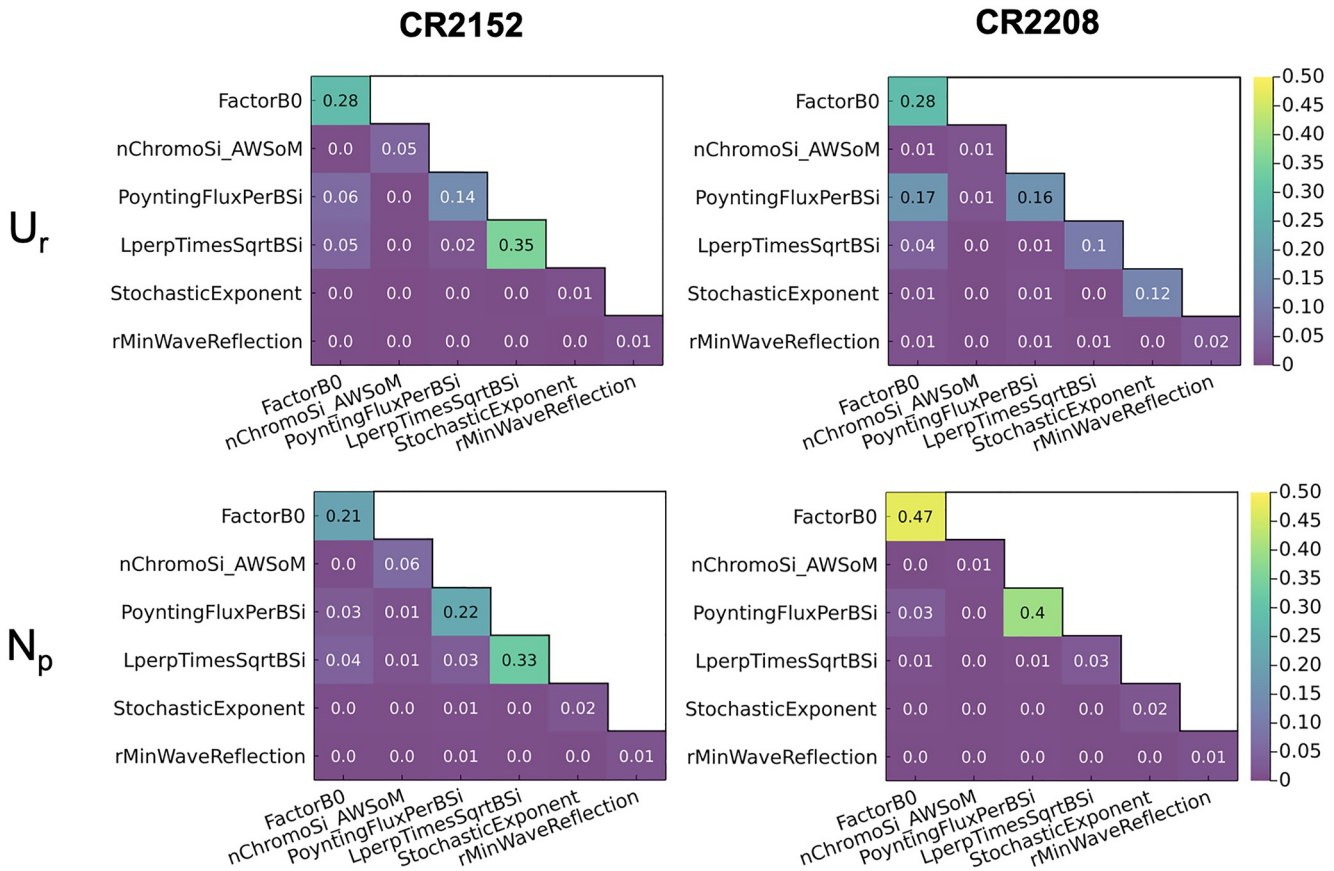 CR2152 CR2208
U_r
FactorB0 0.28
nChromoSi_AWSoM 0.0 0.05
PoyntingFluxPerBSi 0.06 0.0 0.14
LperpTimesSqrtBSi 0.05 0.0 0.02 0.35
StochasticExponent 0.0 0.0 0.0 0.0 0.01
rMinWaveReflection 0.0 0.0 0.0 0.0 0.0 0.01
FactorB0
nChromoSi_AWSoM
PoyntingFluxPerBSi
LperpTimesSqrtBSi
StochasticExponent
rMinWaveReflection
FactorB0 0.28
nChromoSi_AWSoM 0.01 0.01
PoyntingFluxPerBSi 0.17 0.01 0.16
LperpTimesSqrtBSi 0.04 0.0 0.01 0.1
StochasticExponent 0.01 0.0 0.01 0.0 0.12
rMinWaveReflection 0.01 0.0 0.01 0.01 0.0 0.02
FactorB0
nChromoSi_AWSoM
PoyntingFluxPerBSi
LperpTimesSqrtBSi
StochasticExponent
rMinWaveReflection
0.50
0.45
0.40
0.35
0.30
0.25
0.20
0.15
0.10
0.05
0
N_p
FactorB0 0.21
nChromoSi_AWSoM 0.0 0.06
PoyntingFluxPerBSi 0.03 0.01 0.22
LperpTimesSqrtBSi 0.04 0.01 0.03 0.33
StochasticExponent 0.0 0.0 0.01 0.0 0.02
rMinWaveReflection 0.0 0.0 0.01 0.0 0.0 0.01
FactorB0
nChromoSi_AWSoM
PoyntingFluxPerBSi
LperpTimesSqrtBSi
StochasticExponent
rMinWaveReflection
FactorB0 0.47
nChromoSi_AWSoM 0.0 0.01
PoyntingFluxPerBSi 0.03 0.0 0.4
LperpTimesSqrtBSi 0.01 0.0 0.01 0.03
StochasticExponent 0.0 0.0 0.0 0.0 0.02
rMinWaveReflection 0.0 0.0 0.0 0.0 0.0 0.01
FactorB0
nChromoSi_AWSoM
PoyntingFluxPerBSi
LperpTimesSqrtBSi
StochasticExponent
rMinWaveReflection
0.50
0.45
0.40
0.35
0.30
0.25
0.20
0.15
0.10
0.05
0